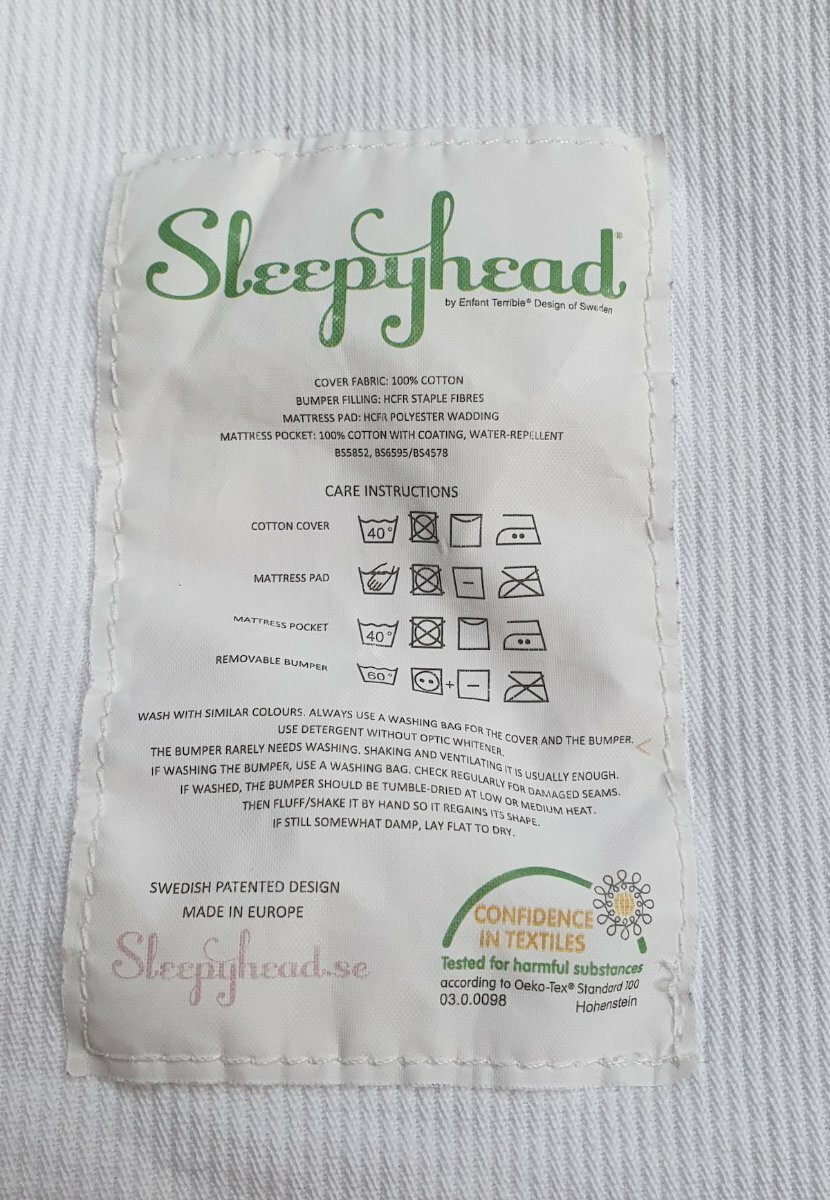 Sleepyhead®
by Enfant Terrible® Design of Sweden
COVER FABRIC: 100% COTTON
BUMPER FILLING: HCFR STAPLE FIBRES
MATTRESS PAD: HCFR POLYESTER WADDING
MATTRESS POCKET: 100% COTTON WITH COATING, WATER-REPELLENT
BS5852, BS6595/BS4578
CARE INSTRUCTIONS
COTTON COVER 40°
MATTRESS PAD
MATTRESS POCKET 40°
REMOVABLE BUMPER 60° +
WASH WITH SIMILAR COLOURS. ALWAYS USE A WASHING BAG FOR THE COVER AND THE BUMPER.
USE DETERGENT WITHOUT OPTIC WHITENER.
THE BUMPER RARELY NEEDS WASHING. SHAKING AND VENTILATING IT IS USUALLY ENOUGH.
IF WASHING THE BUMPER, USE A WASHING BAG. CHECK REGULARLY FOR DAMAGED SEAMS.
IF WASHED, THE BUMPER SHOULD BE TUMBLE-DRIED AT LOW OR MEDIUM HEAT.
THEN FLUFF/SHAKE IT BY HAND SO IT REGAINS ITS SHAPE.
IF STILL SOMEWHAT DAMP, LAY FLAT TO DRY.
SWEDISH PATENTED DESIGN
MADE IN EUROPE
Sleepyhead.se
CONFIDENCE
IN TEXTILES
Tested for harmful substances
according to Oeko-Tex® Standard 100
03.0.0098 Hohenstein